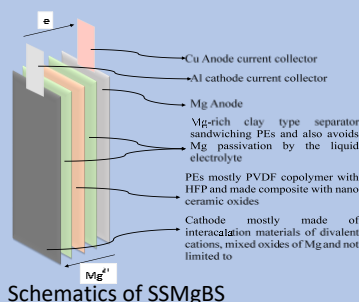 e
Cu Anode current collector
Al cathode current collector
Mg Anode
Mg-rich clay type separator
sandwiching PEs and also avoids
Mg passivation by the liquid
electrolyte
PEs mostly PVDF copolymer with
HFP and made composite with nano
ceramic oxides
Cathode mostly made of
interacalation materials of divalent
cations, mixed oxides of Mg and not
limited to
Mg²⁺
Schematics of SSMgBS